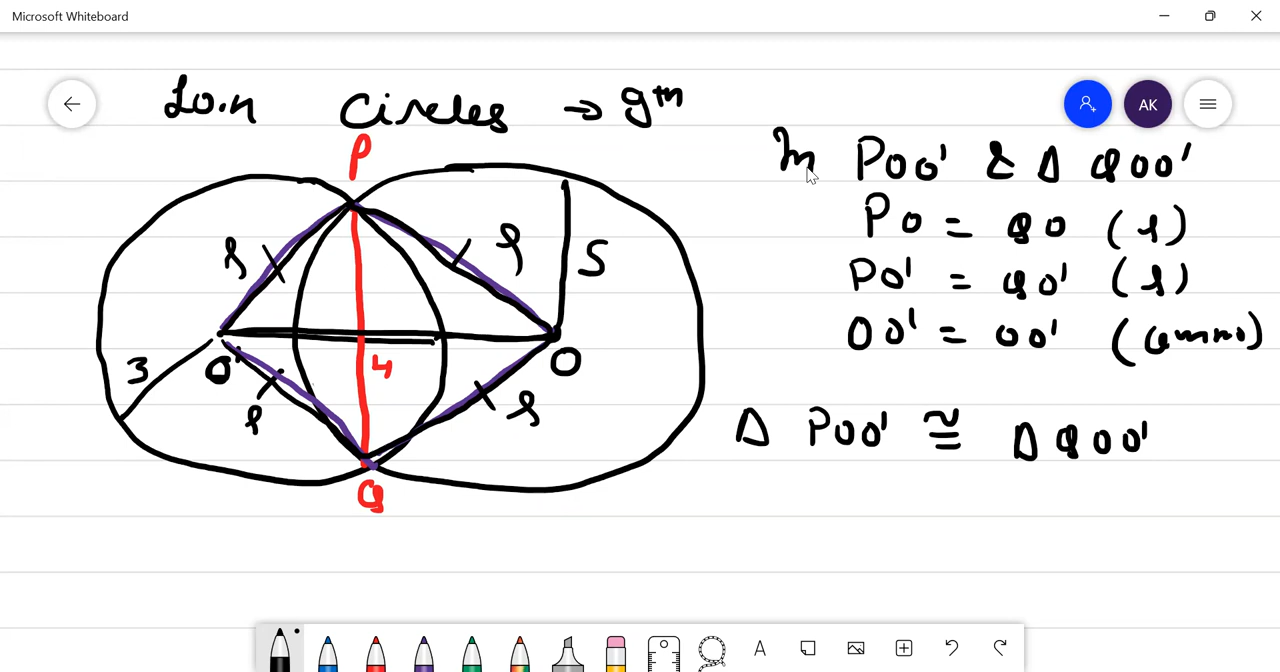 Microsoft Whiteboard
Circles → 9th
AK
P
In POO' & Δ QOO'
PO = QO (r)
PO' = QO' (r)
OO' = OO' (common)
r r 5
3 O' 4 O
r r
Δ POO' ≅ Δ QOO'
Q
A